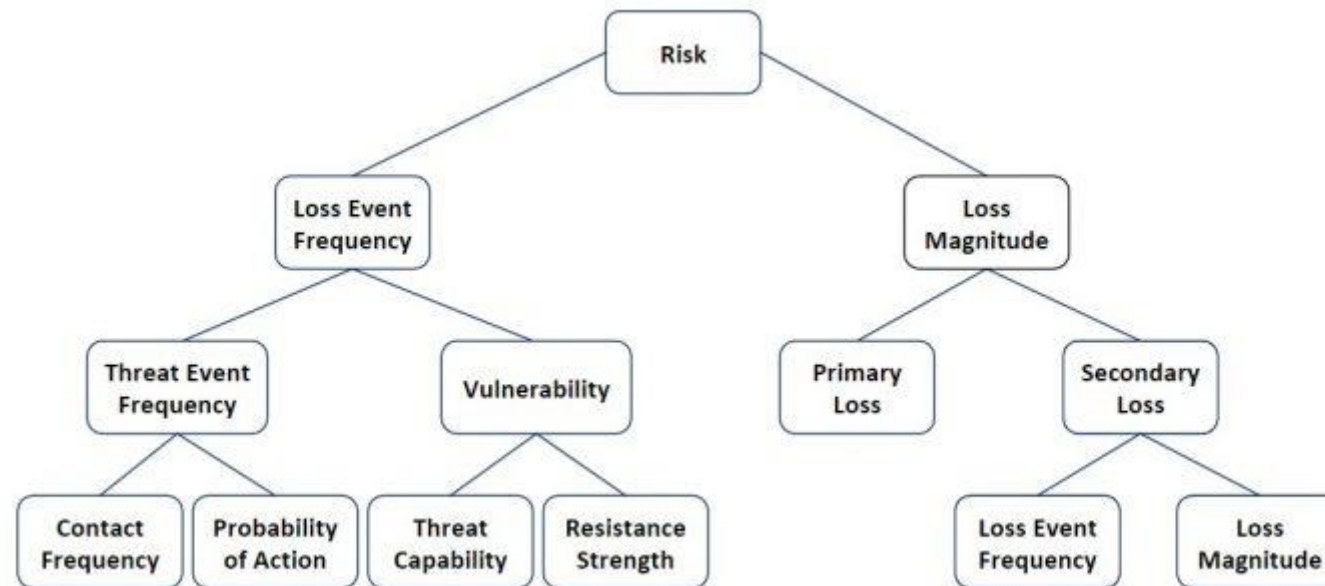 Risk
Loss Event
Frequency
Loss
Magnitude
Threat Event
Frequency
Vulnerability
Primary
Loss
Secondary
Loss
Contact
Frequency
Probability
of Action
Threat
Capability
Resistance
Strength
Loss Event
Frequency
Loss
Magnitude